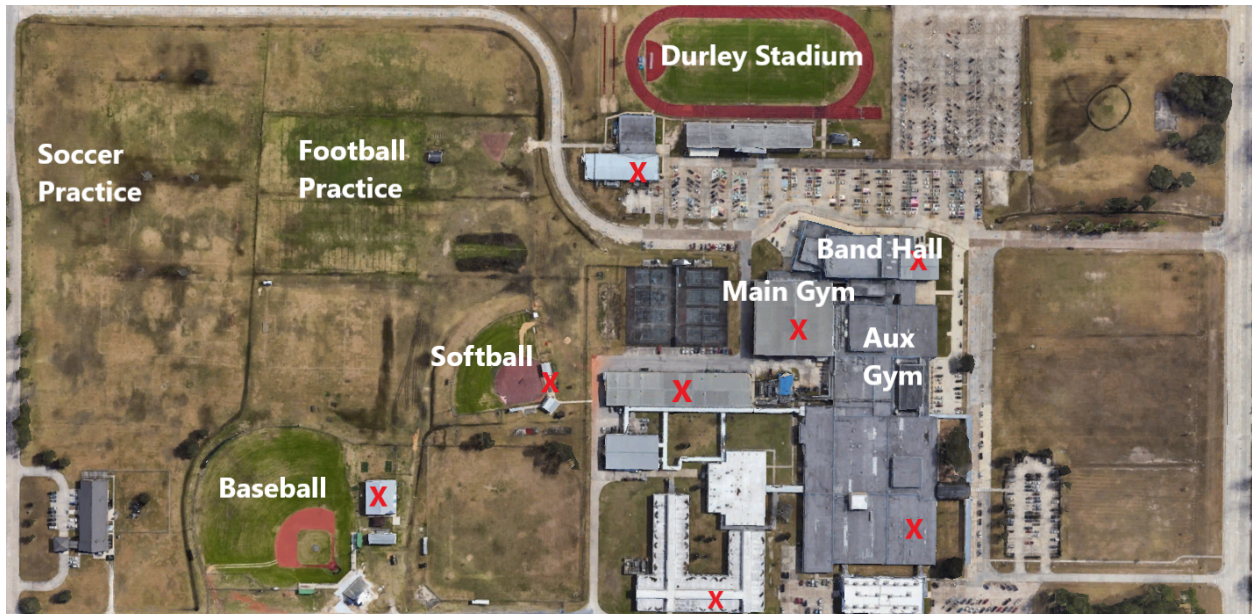 Durley Stadium
Soccer
Practice
Football
Practice
X
Band Hall
X
Main Gym
X
Aux
Gym
Softball
X
X
Baseball
X
X
X